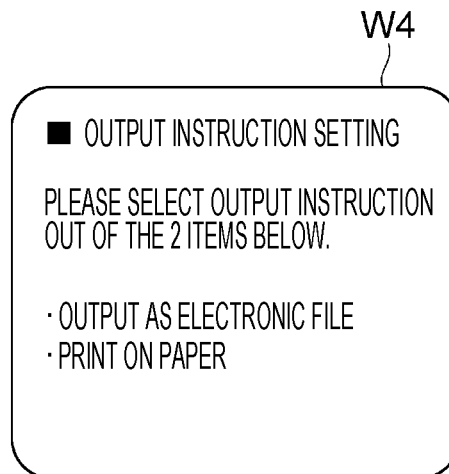 W4
■ OUTPUT INSTRUCTION SETTING
PLEASE SELECT OUTPUT INSTRUCTION
OUT OF THE 2 ITEMS BELOW.
· OUTPUT AS ELECTRONIC FILE
· PRINT ON PAPER